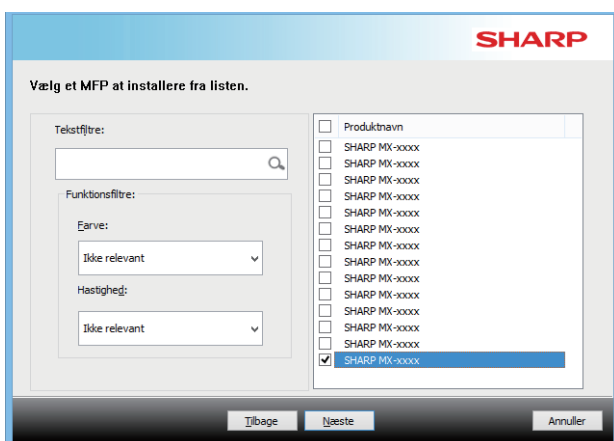 SHARP
Vælg et MFP at installere fra listen.
Tekstfiltre:
Funktionsfiltre:
Farve:
Ikke relevant
Hastighed:
Ikke relevant
Produktnavn
SHARP MX-xxxx
SHARP MX-xxxx
SHARP MX-xxxx
SHARP MX-xxxx
SHARP MX-xxxx
SHARP MX-xxxx
SHARP MX-xxxx
SHARP MX-xxxx
SHARP MX-xxxx
SHARP MX-xxxx
SHARP MX-xxxx
SHARP MX-xxxx
SHARP MX-xxxx
SHARP MX-xxxx
Tilbage
Næste
Annuller